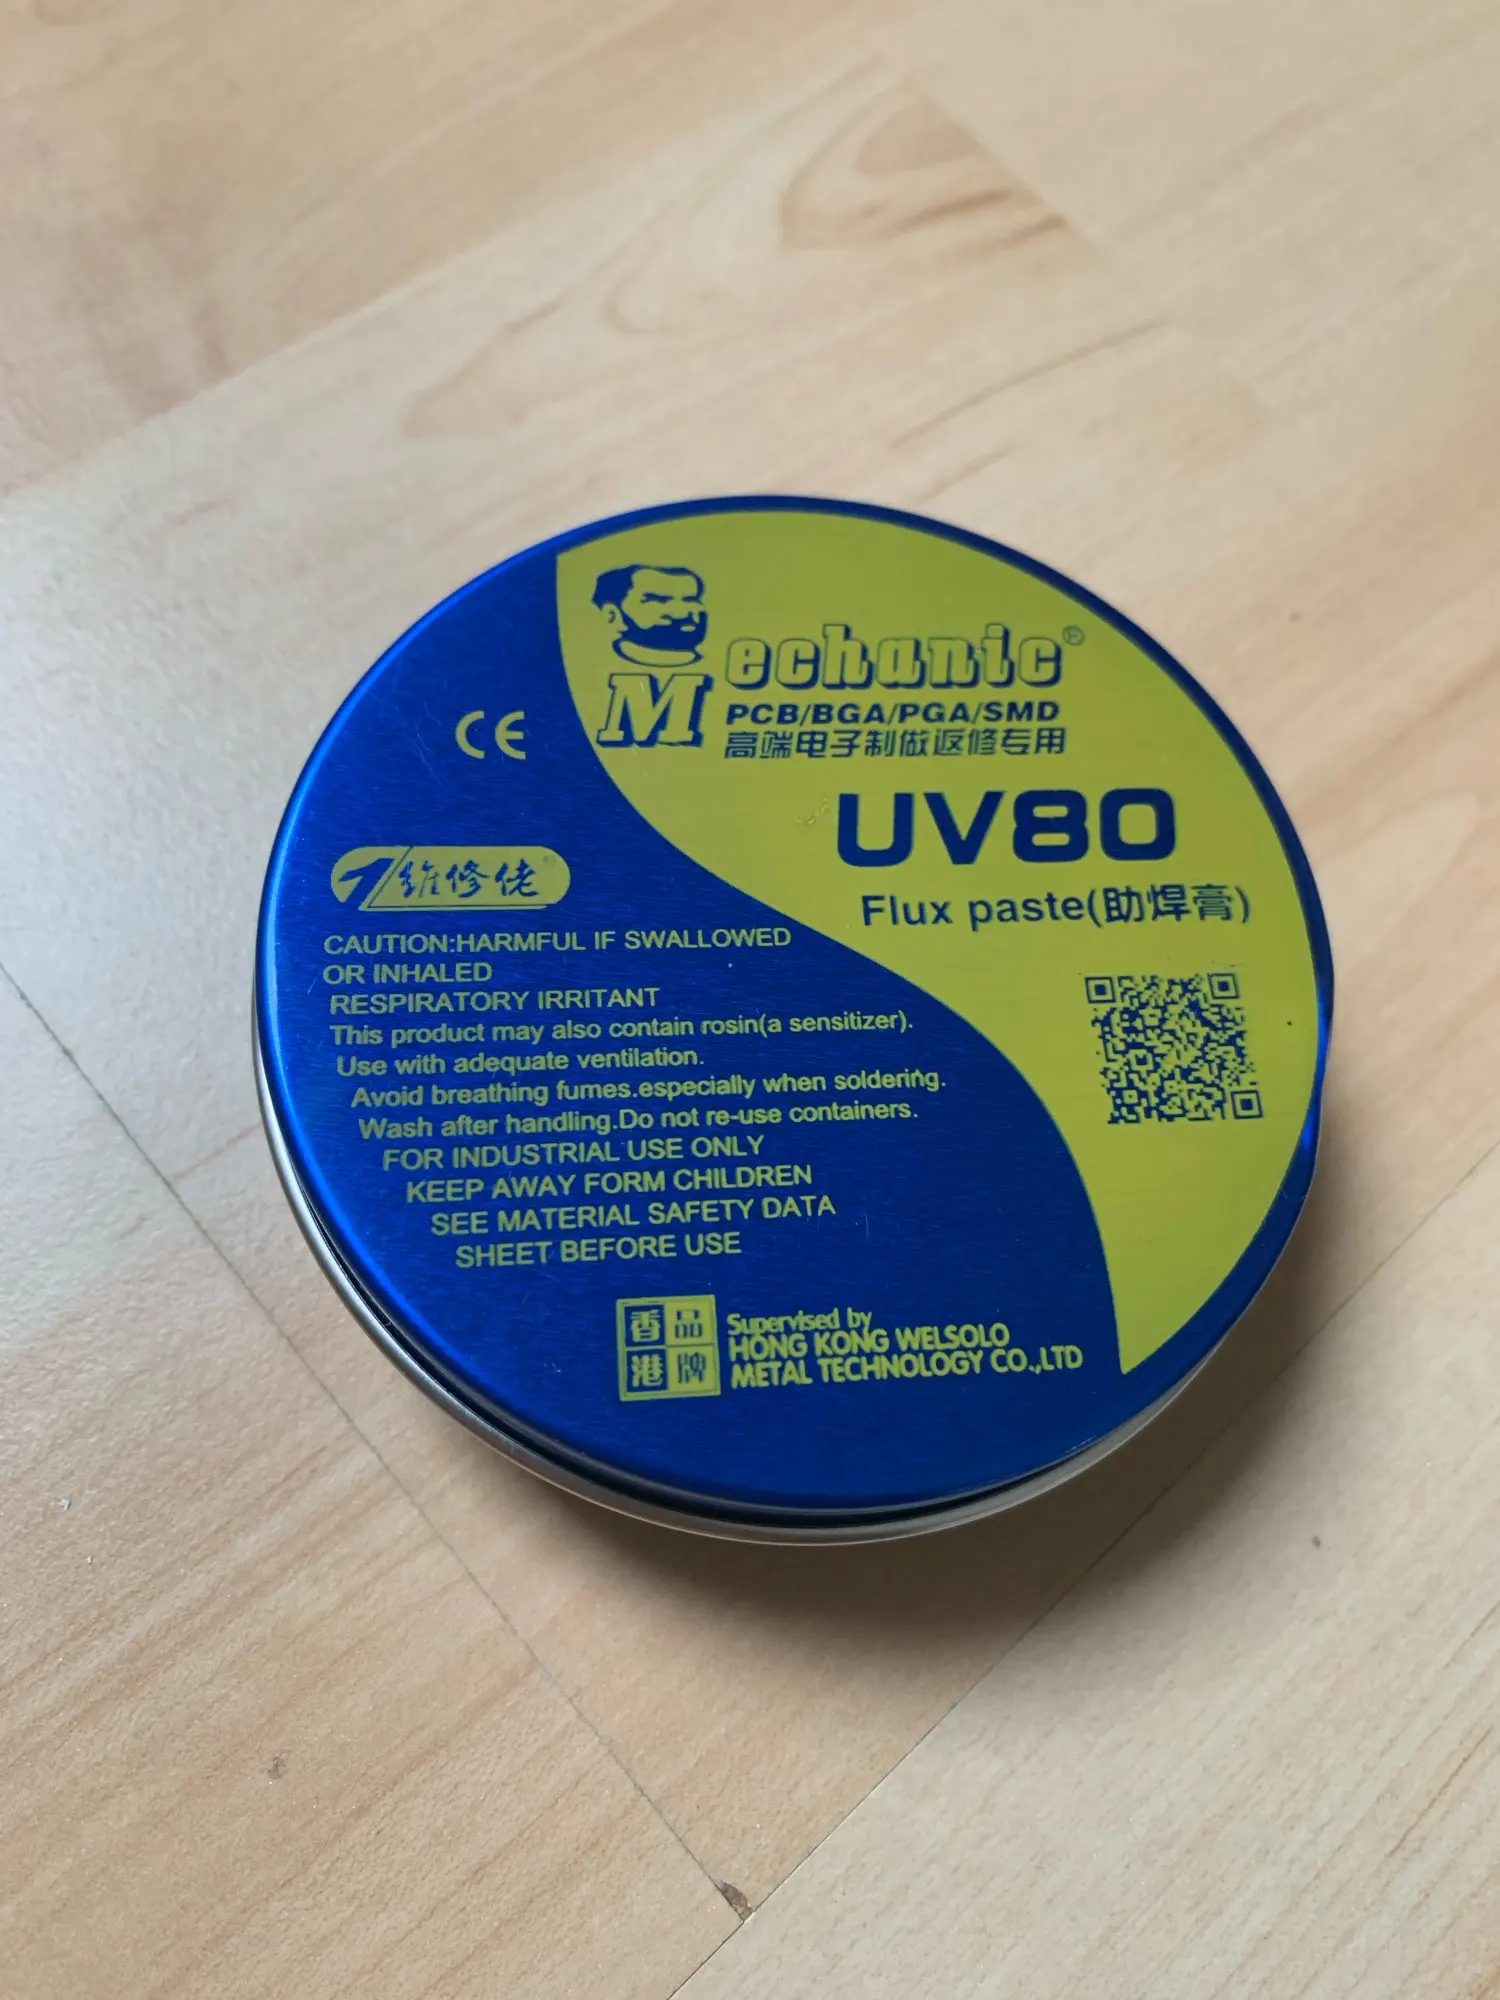 Mechanic®
PCB/BGA/PGA/SMD
高端电子制做返修专用
UV80
Flux paste(助焊膏)
CE
维修佬®
CAUTION:HARMFUL IF SWALLOWED
OR INHALED
RESPIRATORY IRRITANT
This product may also contain rosin(a sensitizer).
Use with adequate ventilation.
Avoid breathing fumes.especially when soldering.
Wash after handling.Do not re-use containers.
FOR INDUSTRIAL USE ONLY
KEEP AWAY FORM CHILDREN
SEE MATERIAL SAFETY DATA
SHEET BEFORE USE
香港
品牌
Supervised by
HONG KONG WELSOLO
METAL TECHNOLOGY CO.,LTD